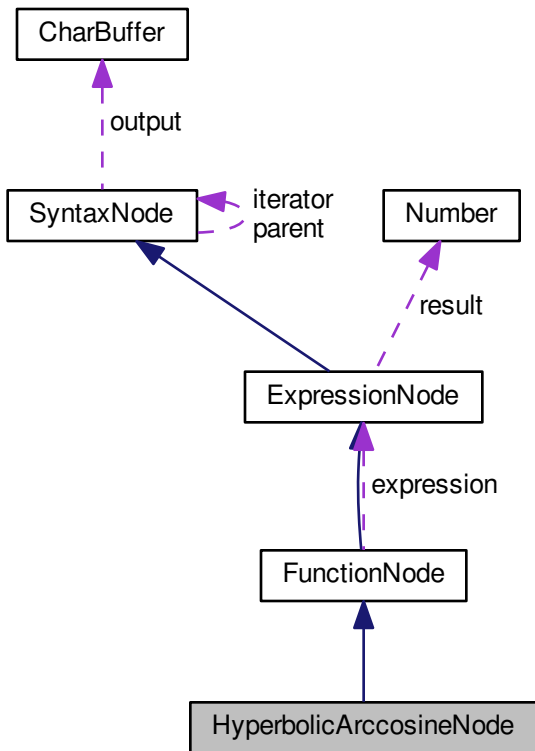 CharBuffer
output
SyntaxNode
iterator
parent
Number
result
ExpressionNode
expression
FunctionNode
HyperbolicArccosineNode